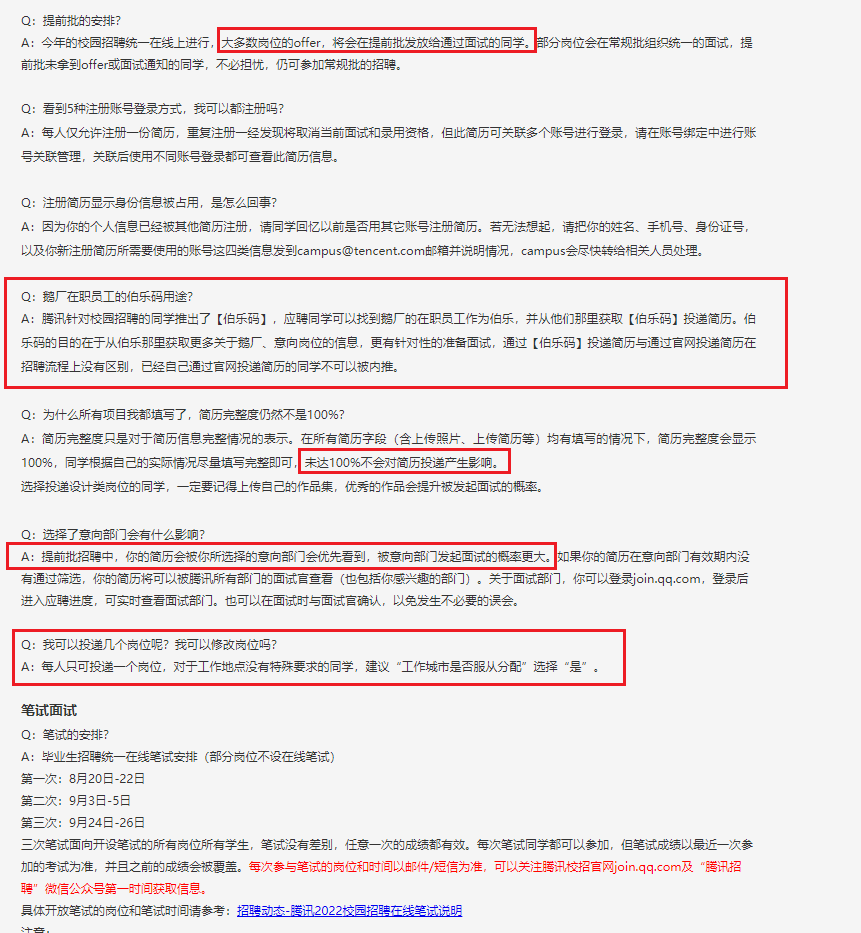 Q：提前批的安排？
A：今年的校园招聘统一在线上进行，大多数岗位的offer，将会在提前批发放给通过面试的同学。部分岗位会在常规批组织统一的面试，提
前批未拿到offer或面试通知的同学，不必担忧，仍可参加常规批的招聘。
Q：看到5种注册账号登录方式，我可以都注册吗？
A：每人仅允许注册一份简历，重复注册一经发现将取消当前面试和录用资格，但此简历可关联多个账号进行登录，请在账号绑定中进行账
号关联管理，关联后使用不同账号登录都可查看此简历信息。
Q：注册简历显示身份信息被占用，是怎么回事？
A：因为你的个人信息已经被其他简历注册，请同学回忆以前是否用其它账号注册简历。若无法想起，请把你的姓名、手机号、身份证号，
以及你新注册简历所需要使用的账号这四类信息发到campus@tencent.com邮箱并说明情况，campus会尽快转给相关人员处理。
Q：鹅厂在职员工的伯乐码用途？
A：腾讯针对校园招聘的同学推出了【伯乐码】，应聘同学可以找到鹅厂的在职员工作为伯乐，并从他们那里获取【伯乐码】投递简历。伯
乐码的目的在于从伯乐那里获取更多关于鹅厂、意向岗位的信息，更有针对性的准备面试，通过【伯乐码】投递简历与通过官网投递简历在
招聘流程上没有区别，已经自己通过官网投递简历的同学不可以被内推。
Q：为什么所有项目我都填写了，简历完整度仍然不是100%？
A：简历完整度只是对于简历信息完整情况的表示。在所有简历字段（含上传照片、上传简历等）均有填写的情况下，简历完整度会显示
100%，同学根据自己的实际情况尽量填写完整即可，未达100%不会对简历投递产生影响。
选择投递设计类岗位的同学，一定要记得上传自己的作品集，优秀的作品会提升被发起面试的概率。
Q：选择了意向部门会有什么影响？
A：提前批招聘中，你的简历会被你所选择的意向部门会优先看到，被意向部门发起面试的概率更大。如果你的简历在意向部门有效期内没
有通过筛选，你的简历将可以被腾讯所有部门的面试官查看（也包括你感兴趣的部门）。关于面试部门，你可以登录join.qq.com，登录后
进入应聘进度，可实时查看面试部门。也可以在面试时与面试官确认，以免发生不必要的误会。
Q：我可以投递几个岗位呢？我可以修改岗位吗？
A：每人只可投递一个岗位，对于工作地点没有特殊要求的同学，建议“工作城市是否服从分配”选择“是”。
笔试面试
Q：笔试的安排？
A：毕业生招聘统一在线笔试安排（部分岗位不设在线笔试）
第一次：8月20日-22日
第二次：9月3日-5日
第三次：9月24日-26日
三次笔试面向开设笔试的所有岗位所有学生，笔试没有差别，任意一次的成绩都有效。每次笔试同学都可以参加，但笔试成绩以最近一次参
加的考试为准，并且之前的成绩会被覆盖。每次参与笔试的岗位和时间以邮件/短信为准，可以关注腾讯校招官网join.qq.com及“腾讯招
聘”微信公众号第一时间获取信息。
具体开放笔试的岗位和笔试时间请参考：招聘动态-腾讯2022校园招聘在线笔试说明
注意：